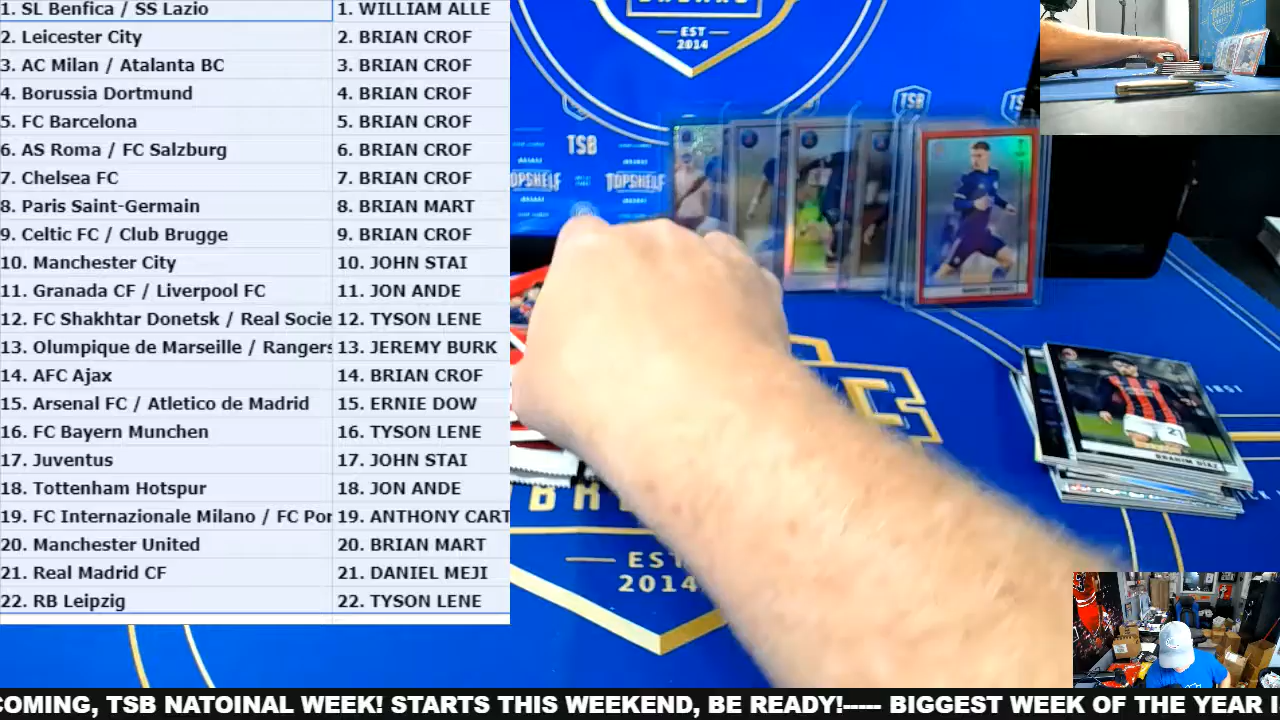 1. SL Benfica / SS Lazio 1. WILLIAM ALLE
2. Leicester City 2. BRIAN CROF
3. AC Milan / Atalanta BC 3. BRIAN CROF
4. Borussia Dortmund 4. BRIAN CROF
5. FC Barcelona 5. BRIAN CROF
6. AS Roma / FC Salzburg 6. BRIAN CROF
7. Chelsea FC 7. BRIAN CROF
8. Paris Saint-Germain 8. BRIAN MART
9. Celtic FC / Club Brugge 9. BRIAN CROF
10. Manchester City 10. JOHN STAI
11. Granada CF / Liverpool FC 11. JON ANDE
12. FC Shakhtar Donetsk / Real Socie 12. TYSON LENE
13. Olumpique de Marseille / Rangers 13. JEREMY BURK
14. AFC Ajax 14. BRIAN CROF
15. Arsenal FC / Atletico de Madrid 15. ERNIE DOW
16. FC Bayern Munchen 16. TYSON LENE
17. Juventus 17. JOHN STAI
18. Tottenham Hotspur 18. JON ANDE
19. FC Internazionale Milano / FC Por 19. ANTHONY CART
20. Manchester United 20. BRIAN MART
21. Real Madrid CF 21. DANIEL MEJI
22. RB Leipzig 22. TYSON LENE
EST
2014
TSB
TSB
TOPSHELF
BRAHIM DIAZ
EST
2014
COMING, TSB NATOINAL WEEK! STARTS THIS WEEKEND, BE READY!----- BIGGEST WEEK OF THE YEAR I